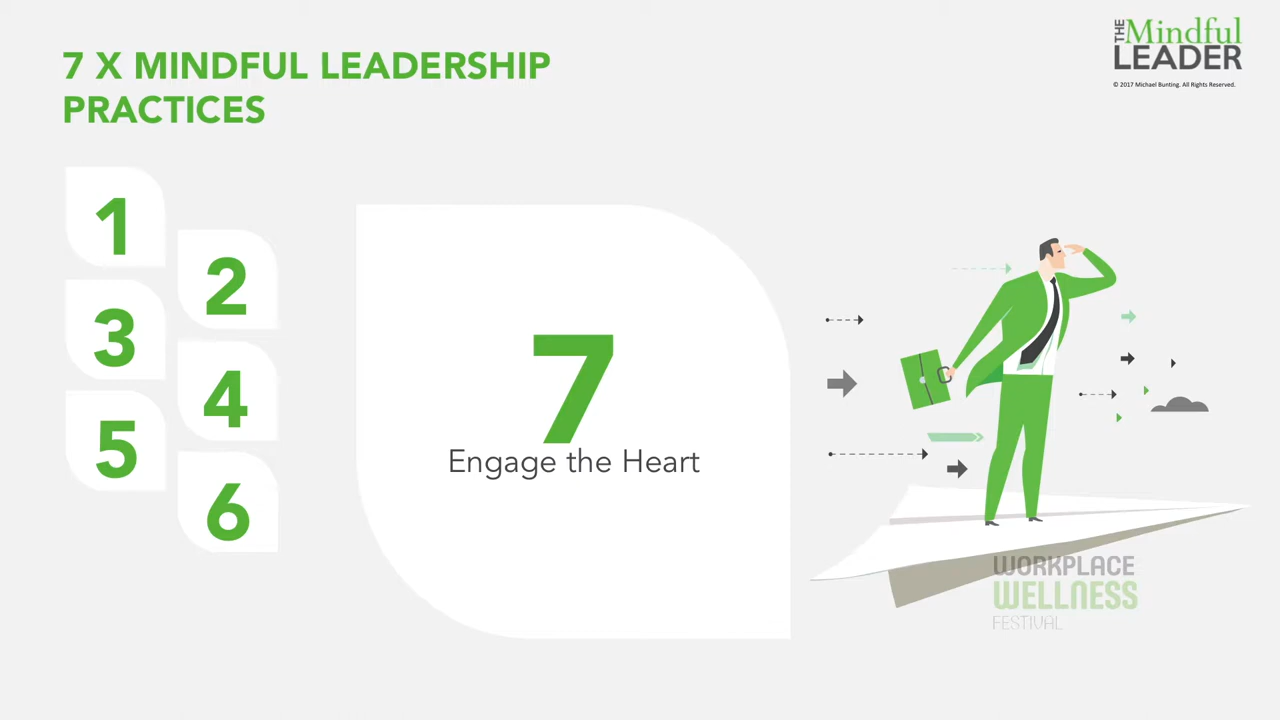 7 X MINDFUL LEADERSHIP
PRACTICES
THE Mindful
LEADER
© 2017 Michael Bunting. All Rights Reserved.
1
2
3
4
5
6
7
Engage the Heart
WORKPLACE
WELLNESS
FESTIVAL